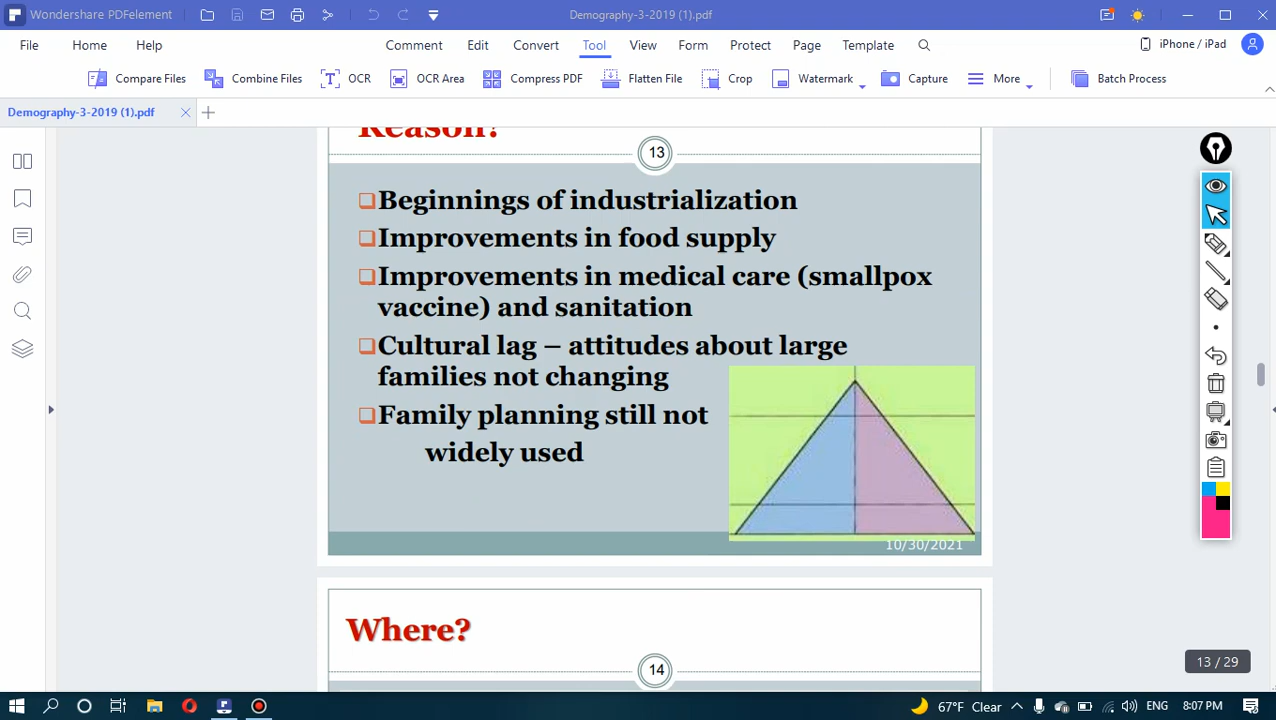 Wondershare PDFelement
Demography-3-2019 (1).pdf
File Home Help Comment Edit Convert Tool View Form Protect Page Template iPhone / iPad
Compare Files Combine Files OCR OCR Area Compress PDF Flatten File Crop Watermark Capture More Batch Process
Demography-3-2019 (1).pdf
Reason?
13
Beginnings of industrialization
Improvements in food supply
Improvements in medical care (smallpox
vaccine) and sanitation
Cultural lag – attitudes about large
families not changing
Family planning still not
widely used
10/30/2021
Where?
14
13 / 29
67°F Clear ENG 8:07 PM